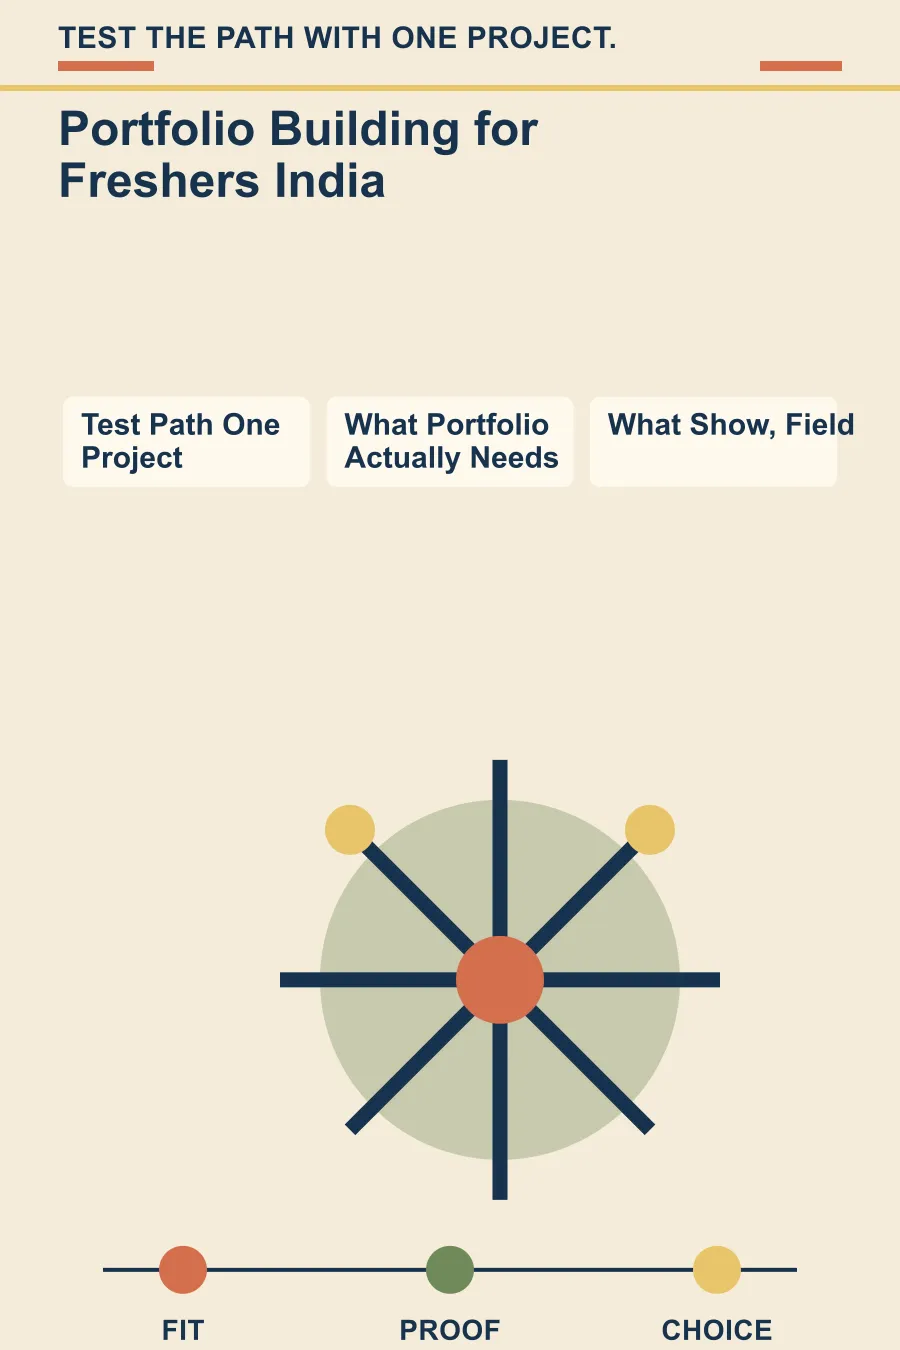 TEST THE PATH WITH ONE PROJECT.
Portfolio Building for
Freshers India
Test Path One
Project
What Portfolio
Actually Needs
What Show, Field
FIT
PROOF
CHOICE